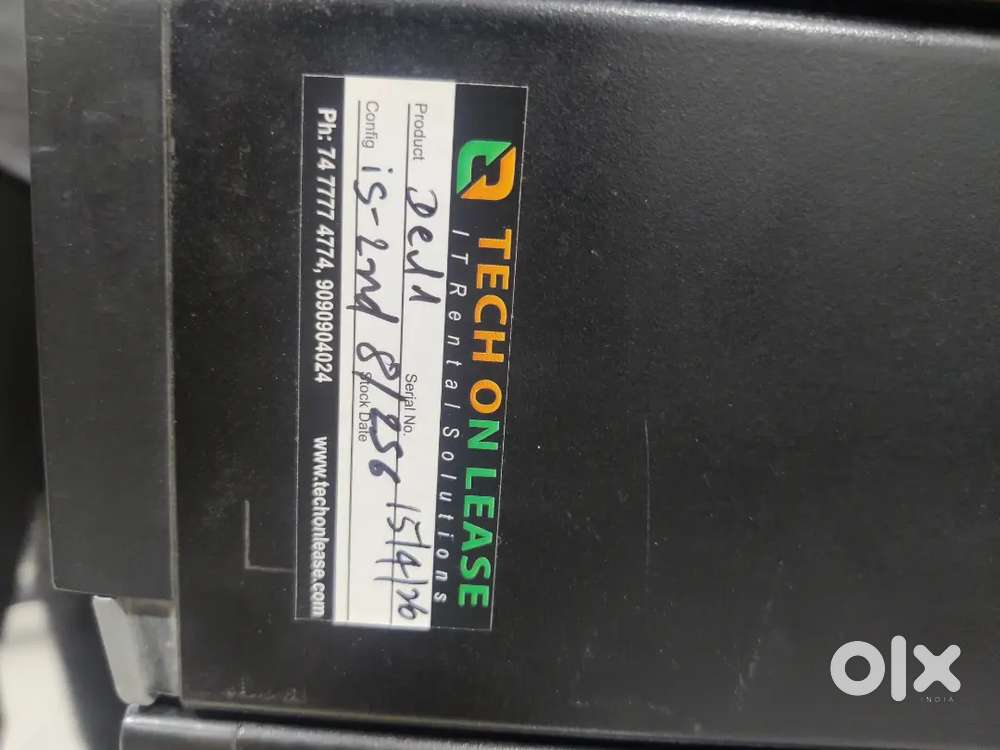 TECH ON LEASE
IT Rental Solutions
Product Dell Serial No.
Config i5-2nd 8/256 Stock Date 15/4/26
Ph: 74 7777 4774, 9090904024 www.techonlease.com
olx
INDIA